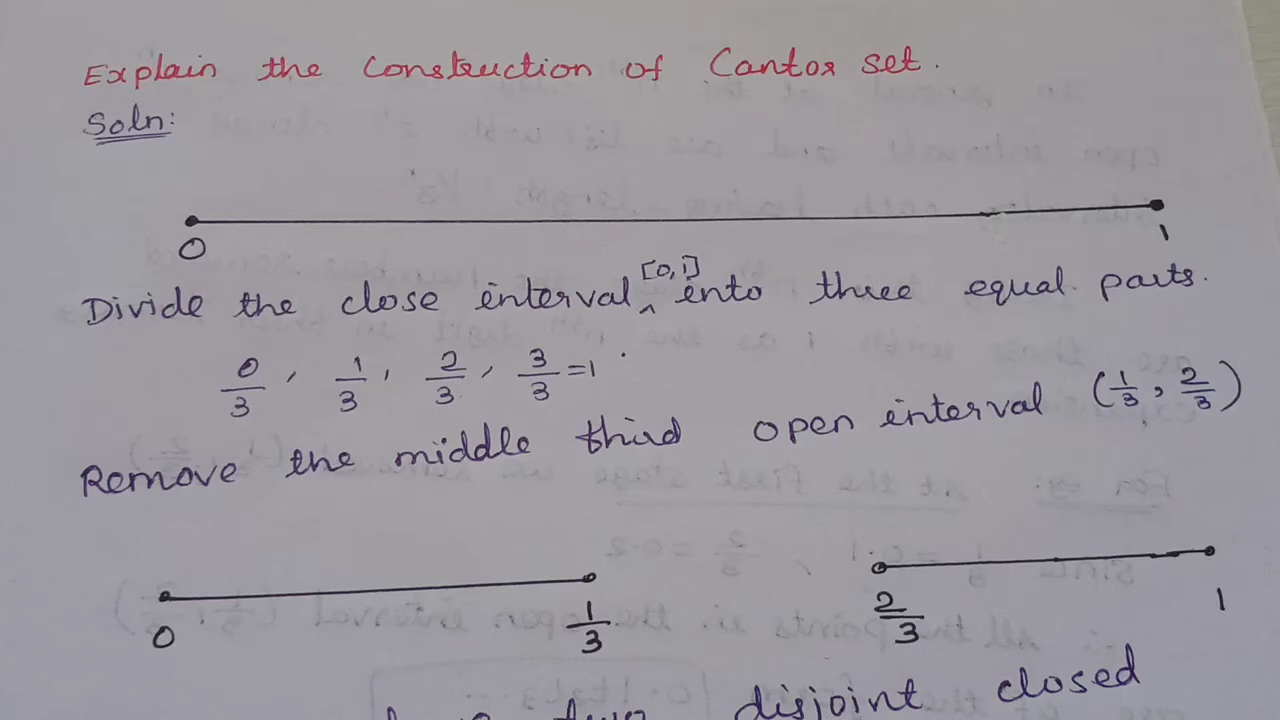 Explain the construction of Cantor set.
Soln:
0 1
Divide the close interval [0,1] into three equal parts.
0/3, 1/3, 2/3, 3/3 = 1
Remove the middle third open interval (1/3, 2/3)
0 1/3 2/3 1
disjoint closed